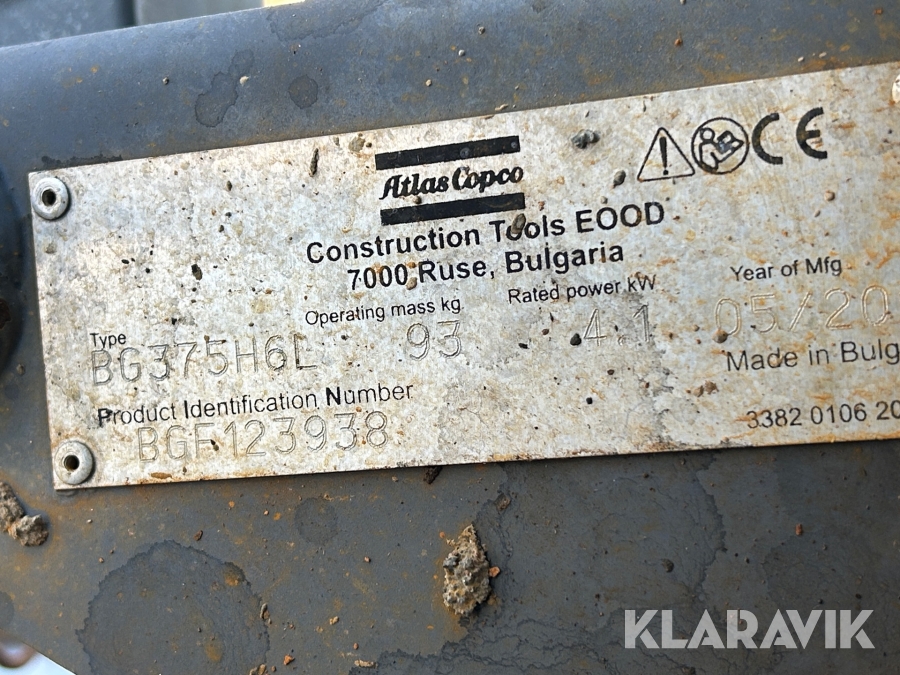 Atlas Copco
CE
Construction Tools EOOD
7000 Ruse, Bulgaria
Type
Operating mass kg
Rated power kW
Year of Mfg
BG375H6L
93
4.1
05/20
Made in Bulg
Product Identification Number
BGF123938
3382 0106 20
KLARAVIK